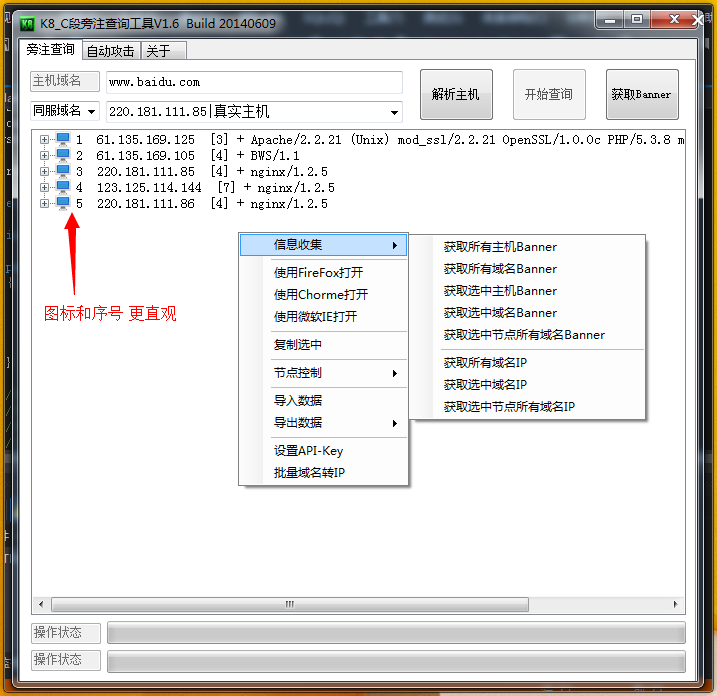 K8_C段旁注查询工具V1.6 Build 20140609
旁注查询 自动攻击 关于
主机域名 www.baidu.com
解析主机 开始查询 获取Banner
同服域名 220.181.111.85|真实主机
1 61.135.169.125 [3] + Apache/2.2.21 (Unix) mod_ssl/2.2.21 OpenSSL/1.0.0c PHP/5.3.8 m
2 61.135.169.105 [4] + BWS/1.1
3 220.181.111.85 [4] + nginx/1.2.5
4 123.125.114.144 [7] + nginx/1.2.5
5 220.181.111.86 [4] + nginx/1.2.5
图标和序号 更直观
信息收集
使用FireFox打开
使用Chorme打开
使用微软IE打开
复制选中
节点控制
导入数据
导出数据
设置API-Key
批量域名转IP
获取所有主机Banner
获取所有域名Banner
获取选中主机Banner
获取选中域名Banner
获取选中节点所有域名Banner
获取所有域名IP
获取选中域名IP
获取选中节点所有域名IP
操作状态
操作状态